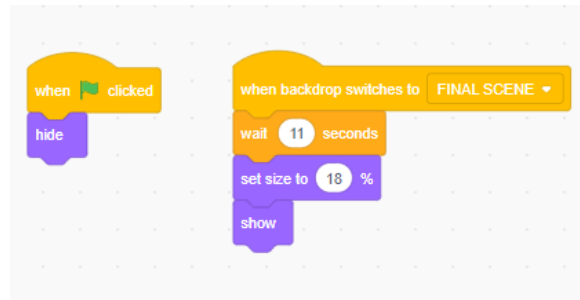 when clicked
hide
when backdrop switches to FINAL SCENE
wait 11 seconds
set size to 18 %
show